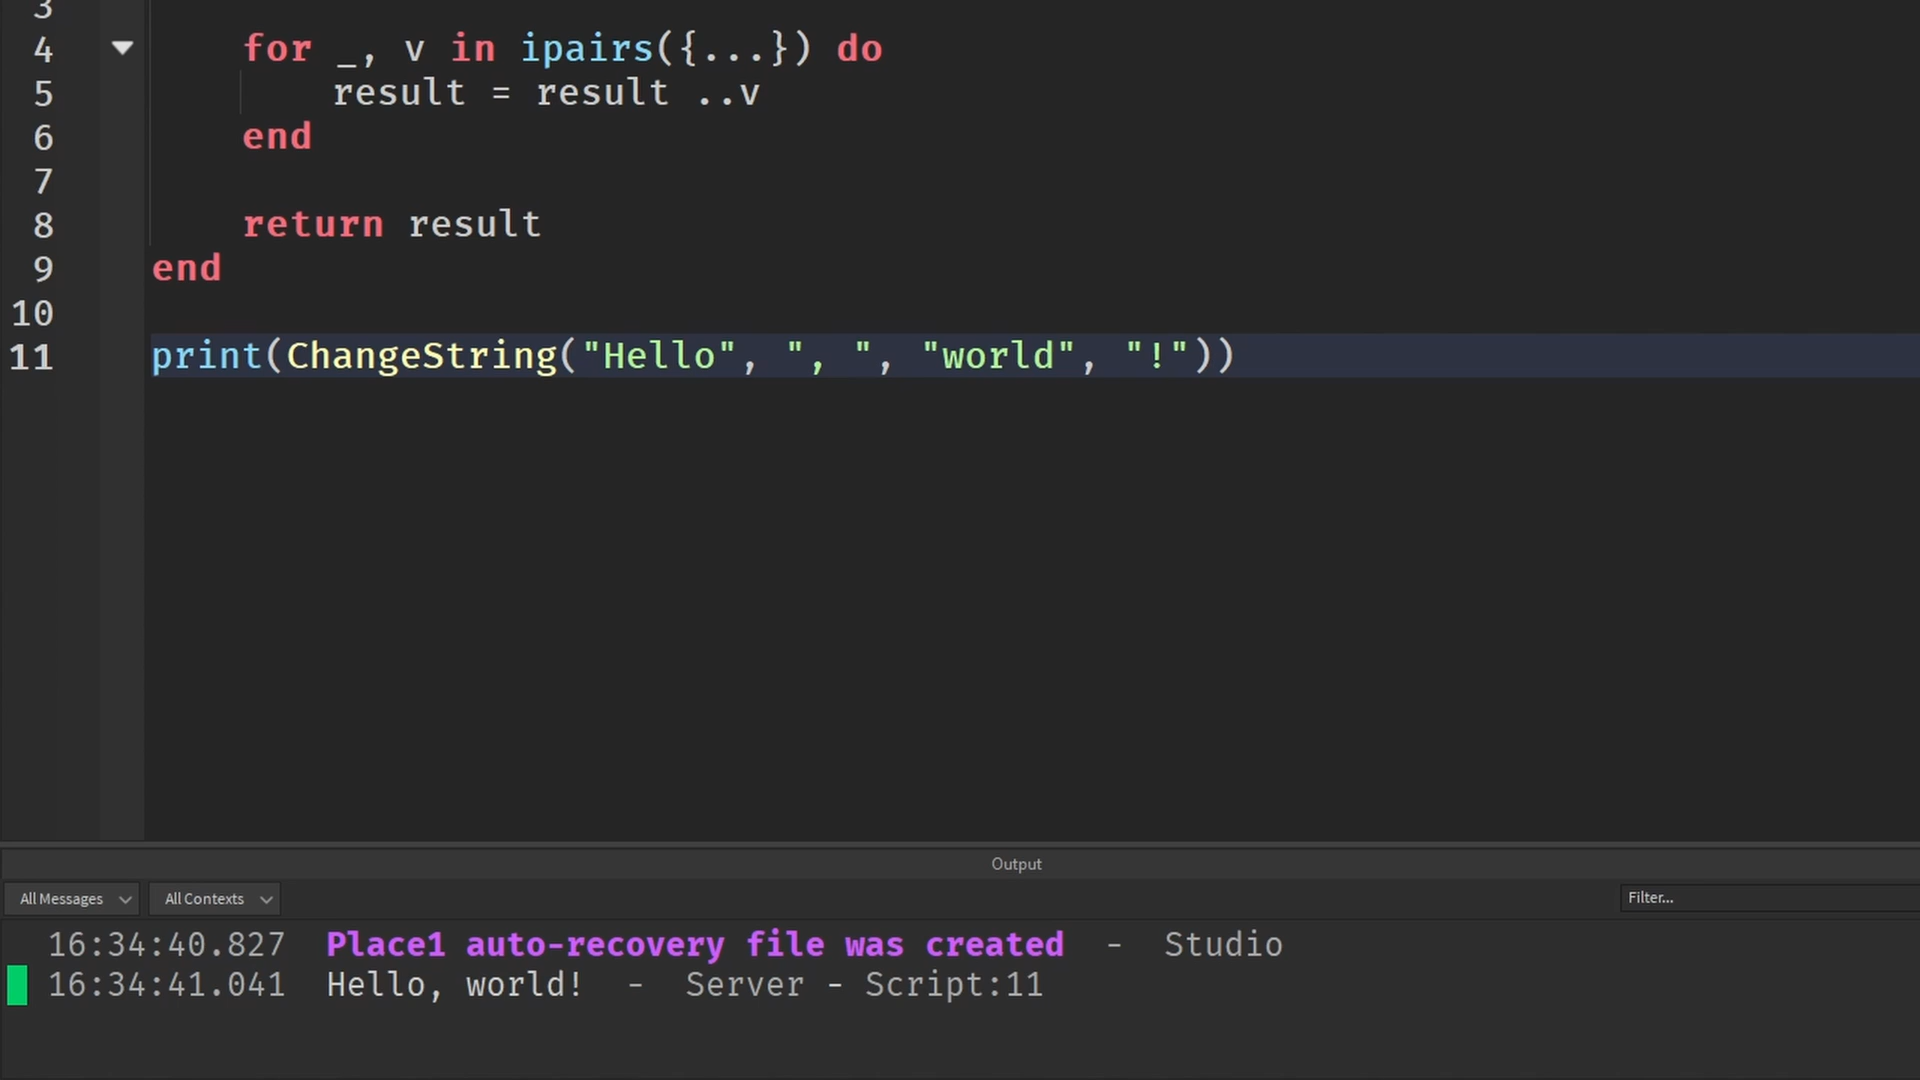 3
4 for _, v in ipairs({...}) do
5 result = result ..v
6 end
7
8 return result
9 end
10
11 print(ChangeString("Hello", ", ", "world", "!"))
Output
All Messages All Contexts Filter...
16:34:40.827 Place1 auto-recovery file was created - Studio
16:34:41.041 Hello, world! - Server - Script:11